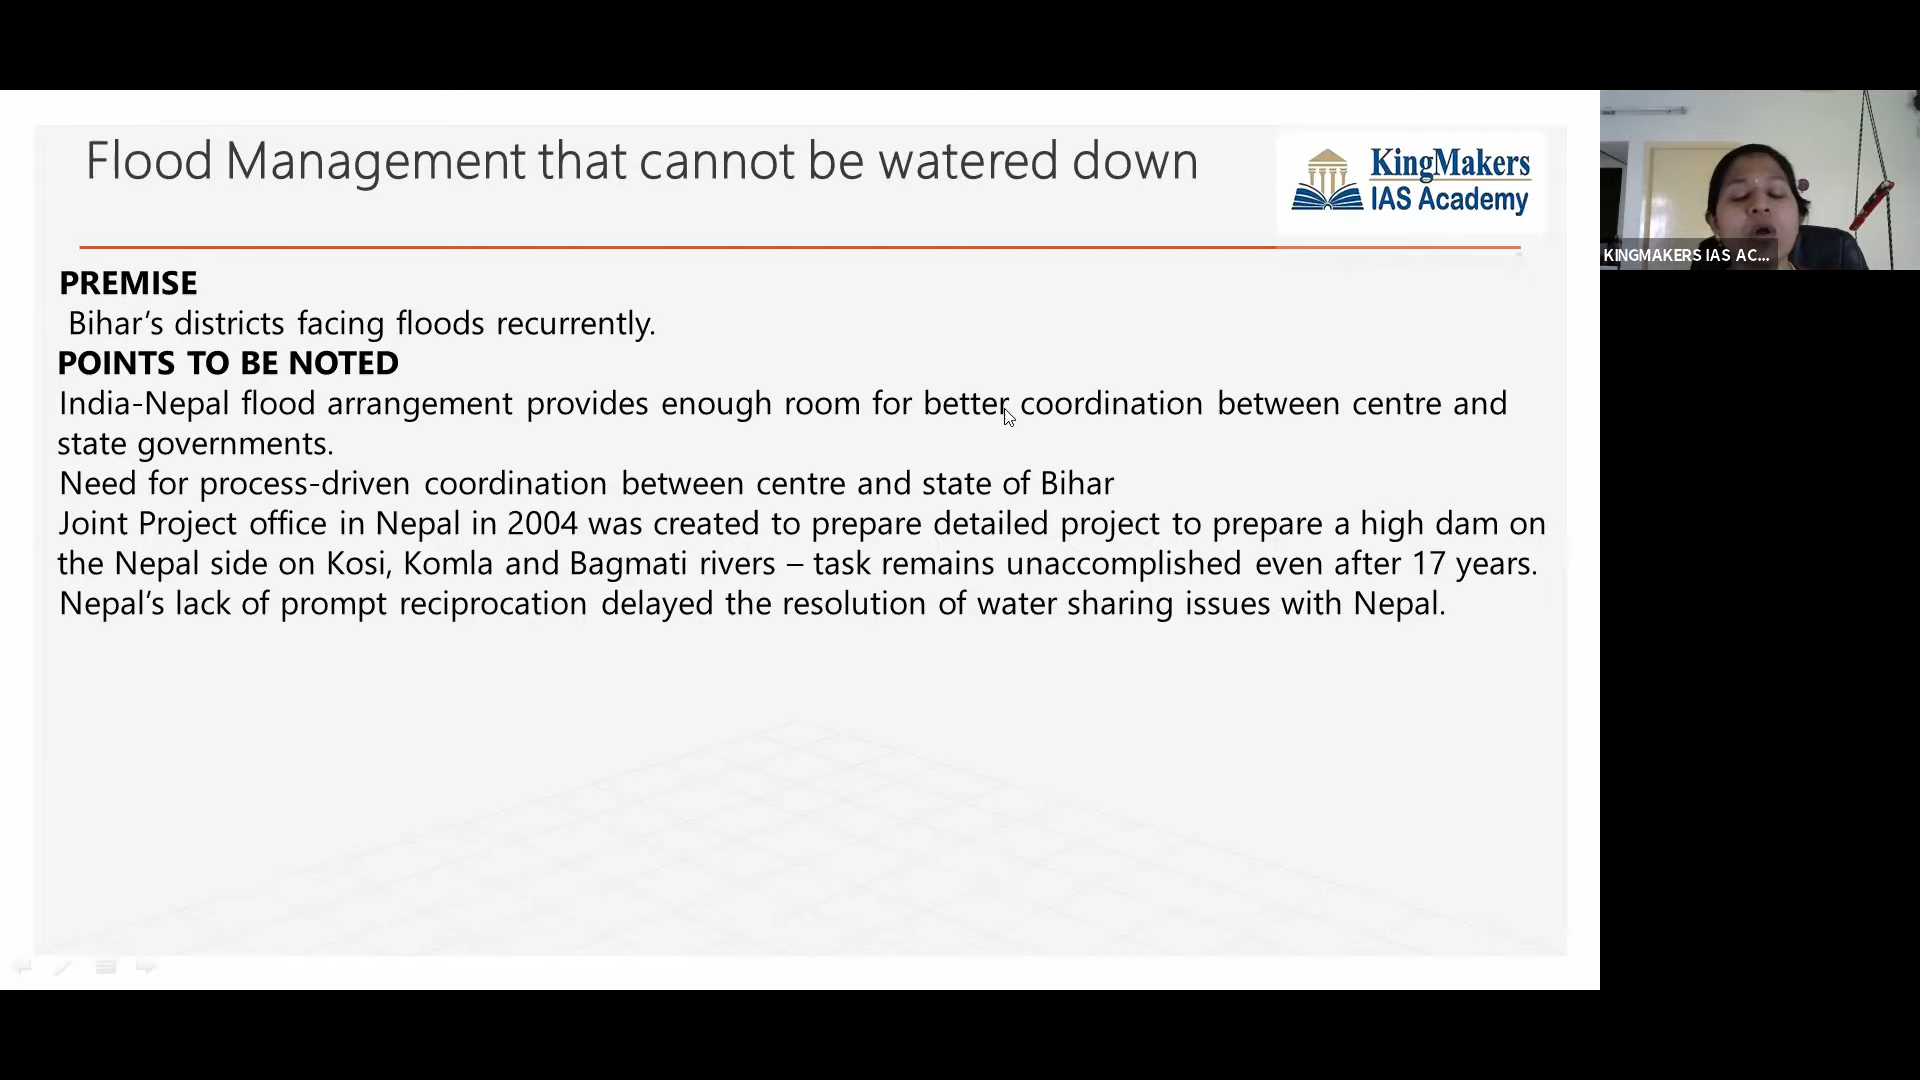 Flood Management that cannot be watered down
KingMakers
IAS Academy
KINGMAKERS IAS AC...
PREMISE
Bihar’s districts facing floods recurrently.
POINTS TO BE NOTED
India-Nepal flood arrangement provides enough room for better coordination between centre and
state governments.
Need for process-driven coordination between centre and state of Bihar
Joint Project office in Nepal in 2004 was created to prepare detailed project to prepare a high dam on
the Nepal side on Kosi, Komla and Bagmati rivers – task remains unaccomplished even after 17 years.
Nepal’s lack of prompt reciprocation delayed the resolution of water sharing issues with Nepal.